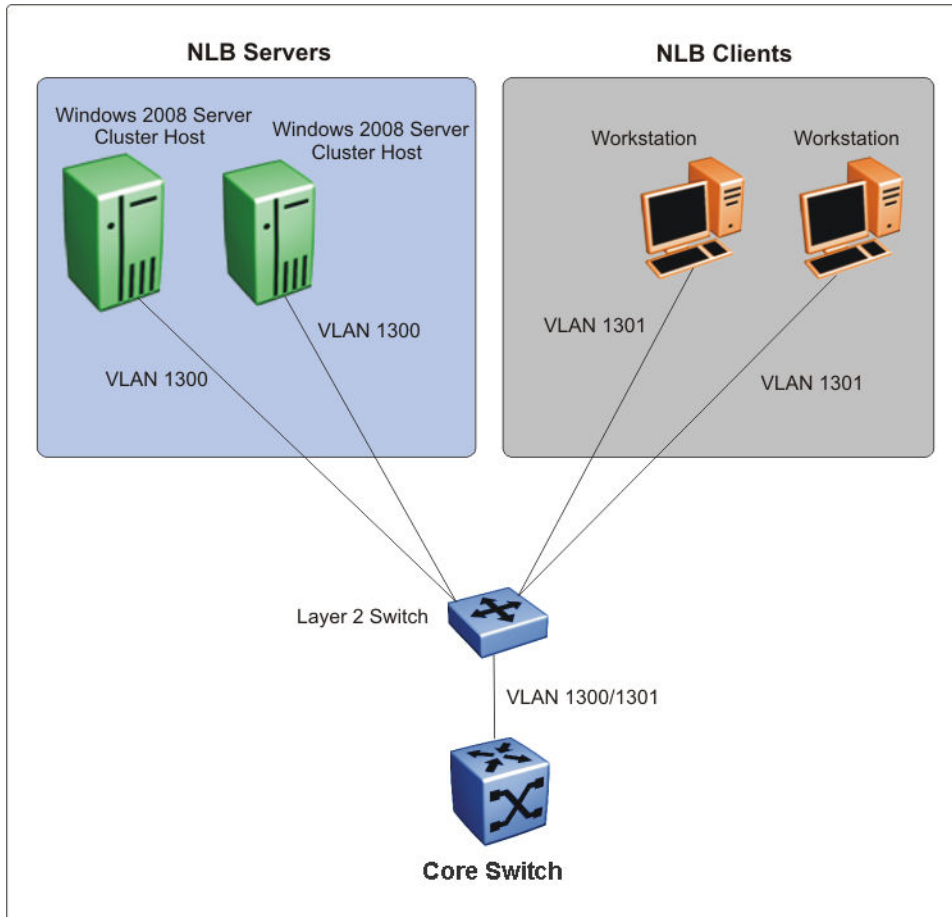 NLB Servers
NLB Clients
Windows 2008 Server
Cluster Host
Windows 2008 Server
Cluster Host
Workstation
Workstation
VLAN 1300
VLAN 1300
VLAN 1301
VLAN 1301
Layer 2 Switch
VLAN 1300/1301
Core Switch